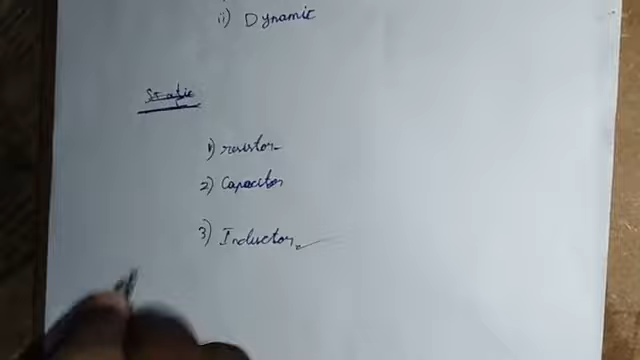 ii) Dynamic
Static
1) resistor
2) Capacitor
3) Inductor